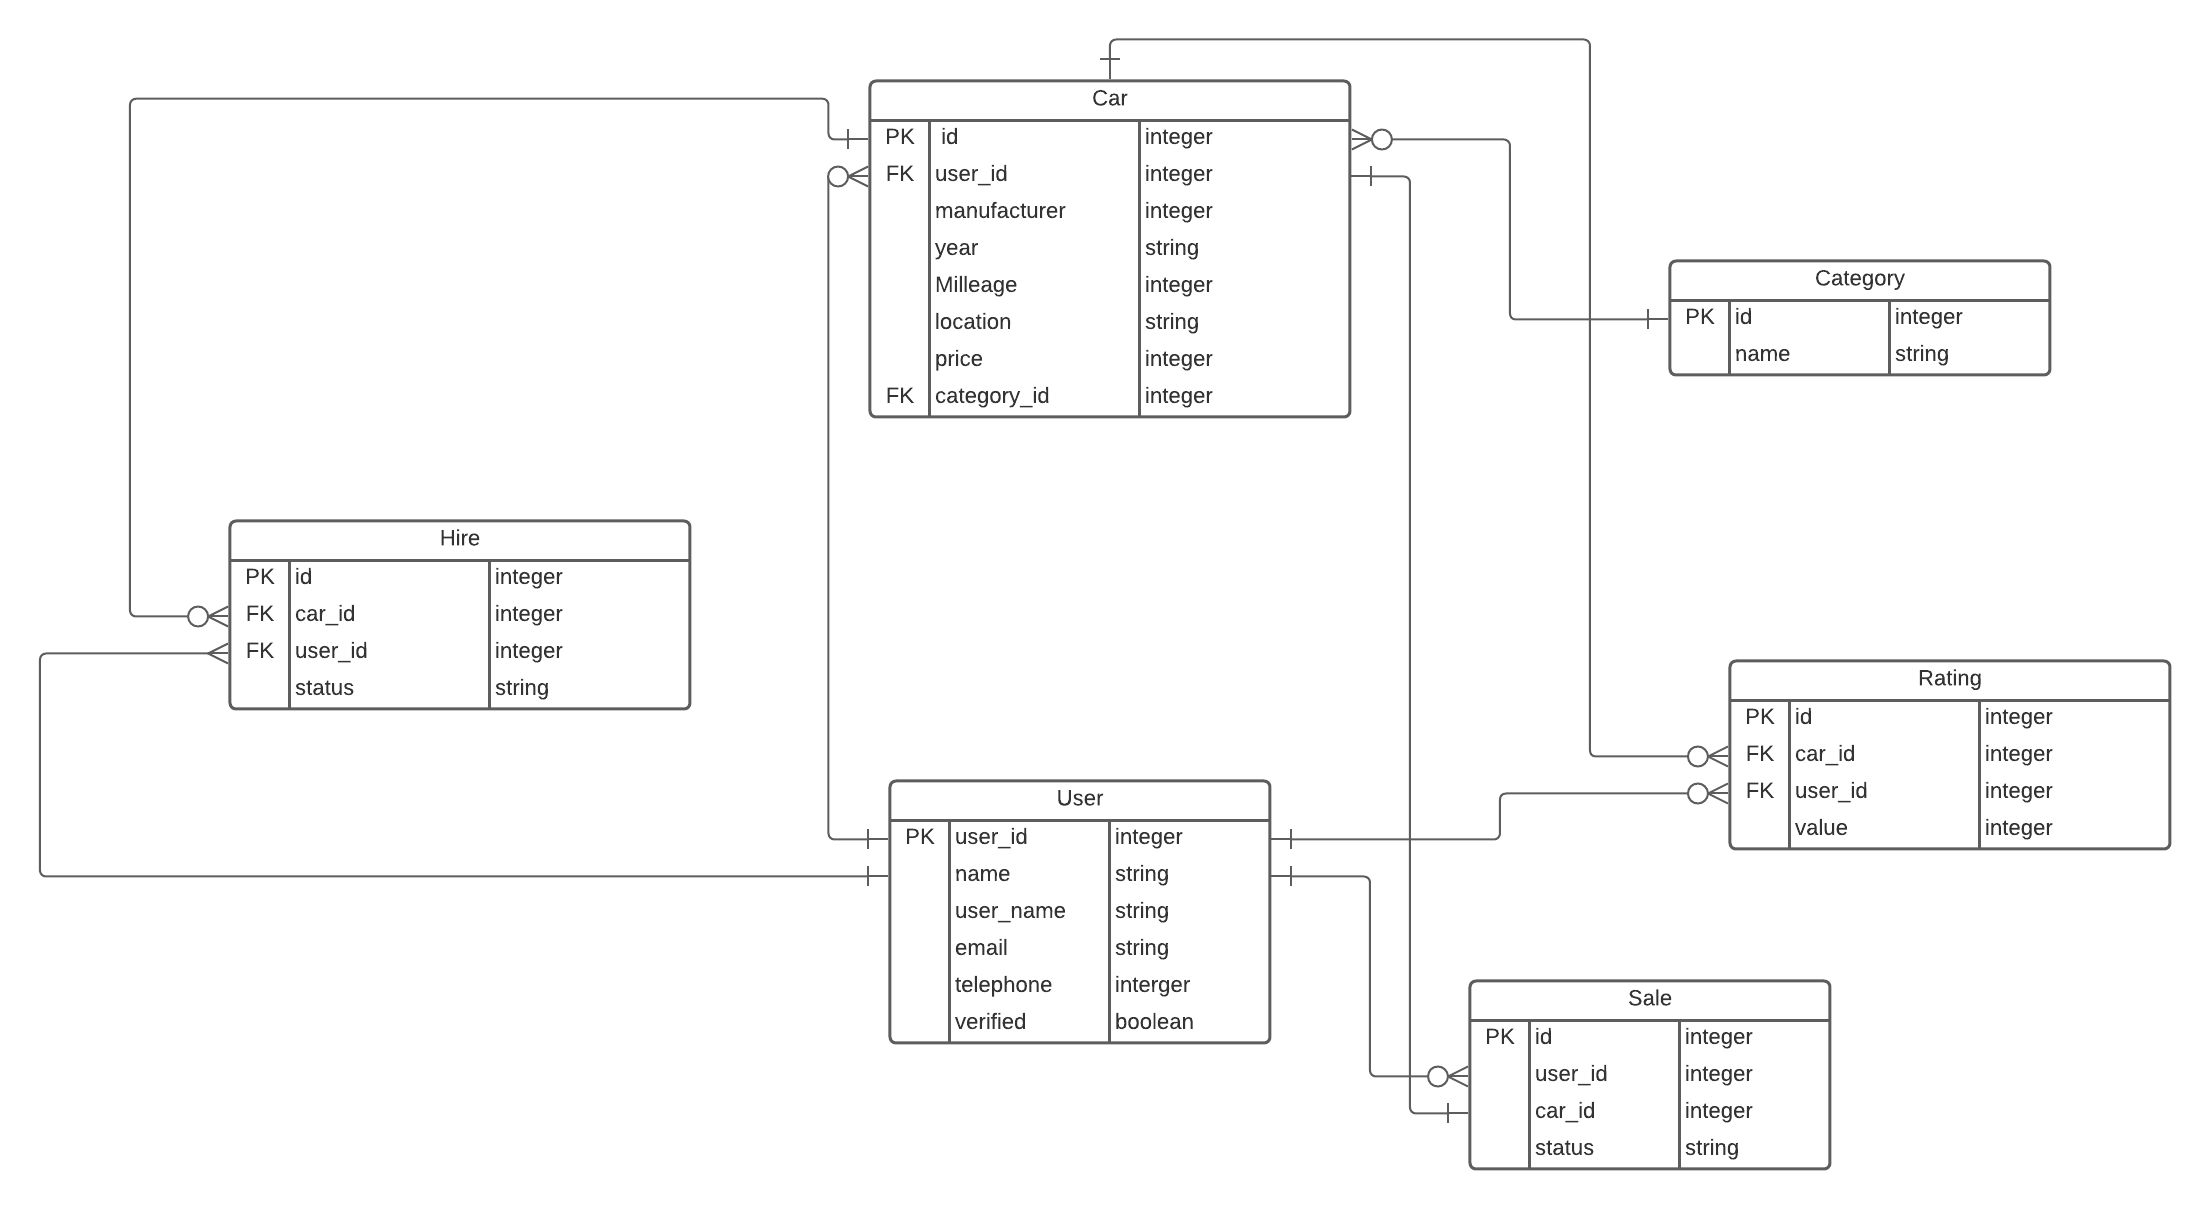 Car
PK id integer
FK user_id integer
manufacturer integer
year string
Milleage integer
location string
price integer
FK category_id integer
Category
PK id integer
name string
Hire
PK id integer
FK car_id integer
FK user_id integer
status string
Rating
PK id integer
FK car_id integer
FK user_id integer
value integer
User
PK user_id integer
name string
user_name string
email string
telephone interger
verified boolean
Sale
PK id integer
user_id integer
car_id integer
status string